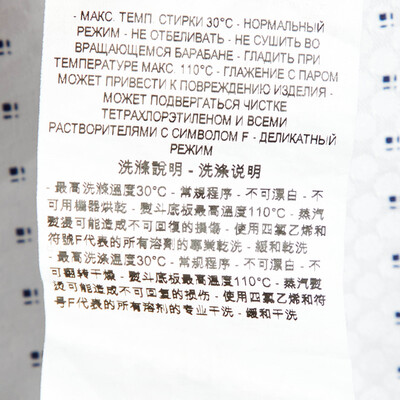 - МАКС. ТЕМП. СТИРКИ 30°С - НОРМАЛЬНЫЙ
РЕЖИМ - НЕ ОТБЕЛИВАТЬ - НЕ СУШИТЬ ВО
ВРАЩАЮЩЕМСЯ БАРАБАНЕ - ГЛАДИТЬ ПРИ
ТЕМПЕРАТУРЕ МАКС. 110°С - ГЛАЖЕНИЕ С ПАРОМ
МОЖЕТ ПРИВЕСТИ К ПОВРЕЖДЕНИЮ ИЗДЕЛИЯ -
МОЖЕТ ПОДВЕРГАТЬСЯ ЧИСТКЕ
ТЕТРАХЛОРЭТИЛЕНОМ И ВСЕМИ
РАСТВОРИТЕЛЯМИ С СИМВОЛОМ F - ДЕЛИКАТНЫЙ
РЕЖИМ
洗滌說明 - 洗涤说明
- 最高洗滌溫度30°C - 常規程序 - 不可漂白 - 不
可用機器烘乾 - 熨斗底板最高溫度110°C - 蒸汽
熨燙可能造成不可回復的損傷 - 使用四氯乙烯和
符號F代表的所有溶劑的專業乾洗 - 緩和乾洗
- 最高洗涤温度30°C - 常规程序 - 不可漂白 - 不
可翻转干燥 - 熨斗底板最高温度110°C - 蒸汽熨
烫可能造成不可回复的损伤 - 使用四氯乙烯和符
号F代表的所有溶剂的专业干洗 - 缓和干洗